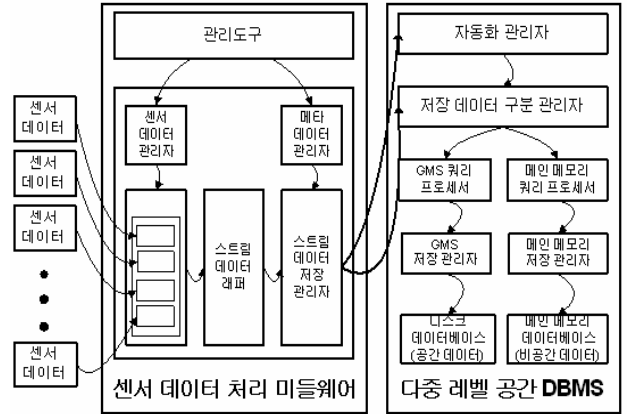 관리도구
센서
데이터
관리자
메타
데이터
관리자
센서
데이터
센서
데이터
센서
데이터
센서
데이터
스트림
데이터
래퍼
스트림
데이터
저장
관리자
센서 데이터 처리 미들웨어
자동화 관리자
저장 데이터 구분 관리자
GMS 쿼리
프로세서
메인 메모리
쿼리 프로세서
GMS
저장 관리자
메인 메모리
저장 관리자
디스크
데이터베이스
(공간 데이터)
메인 메모리
데이터베이스
(비공간 데이터)
다중 레벨 공간 DBMS